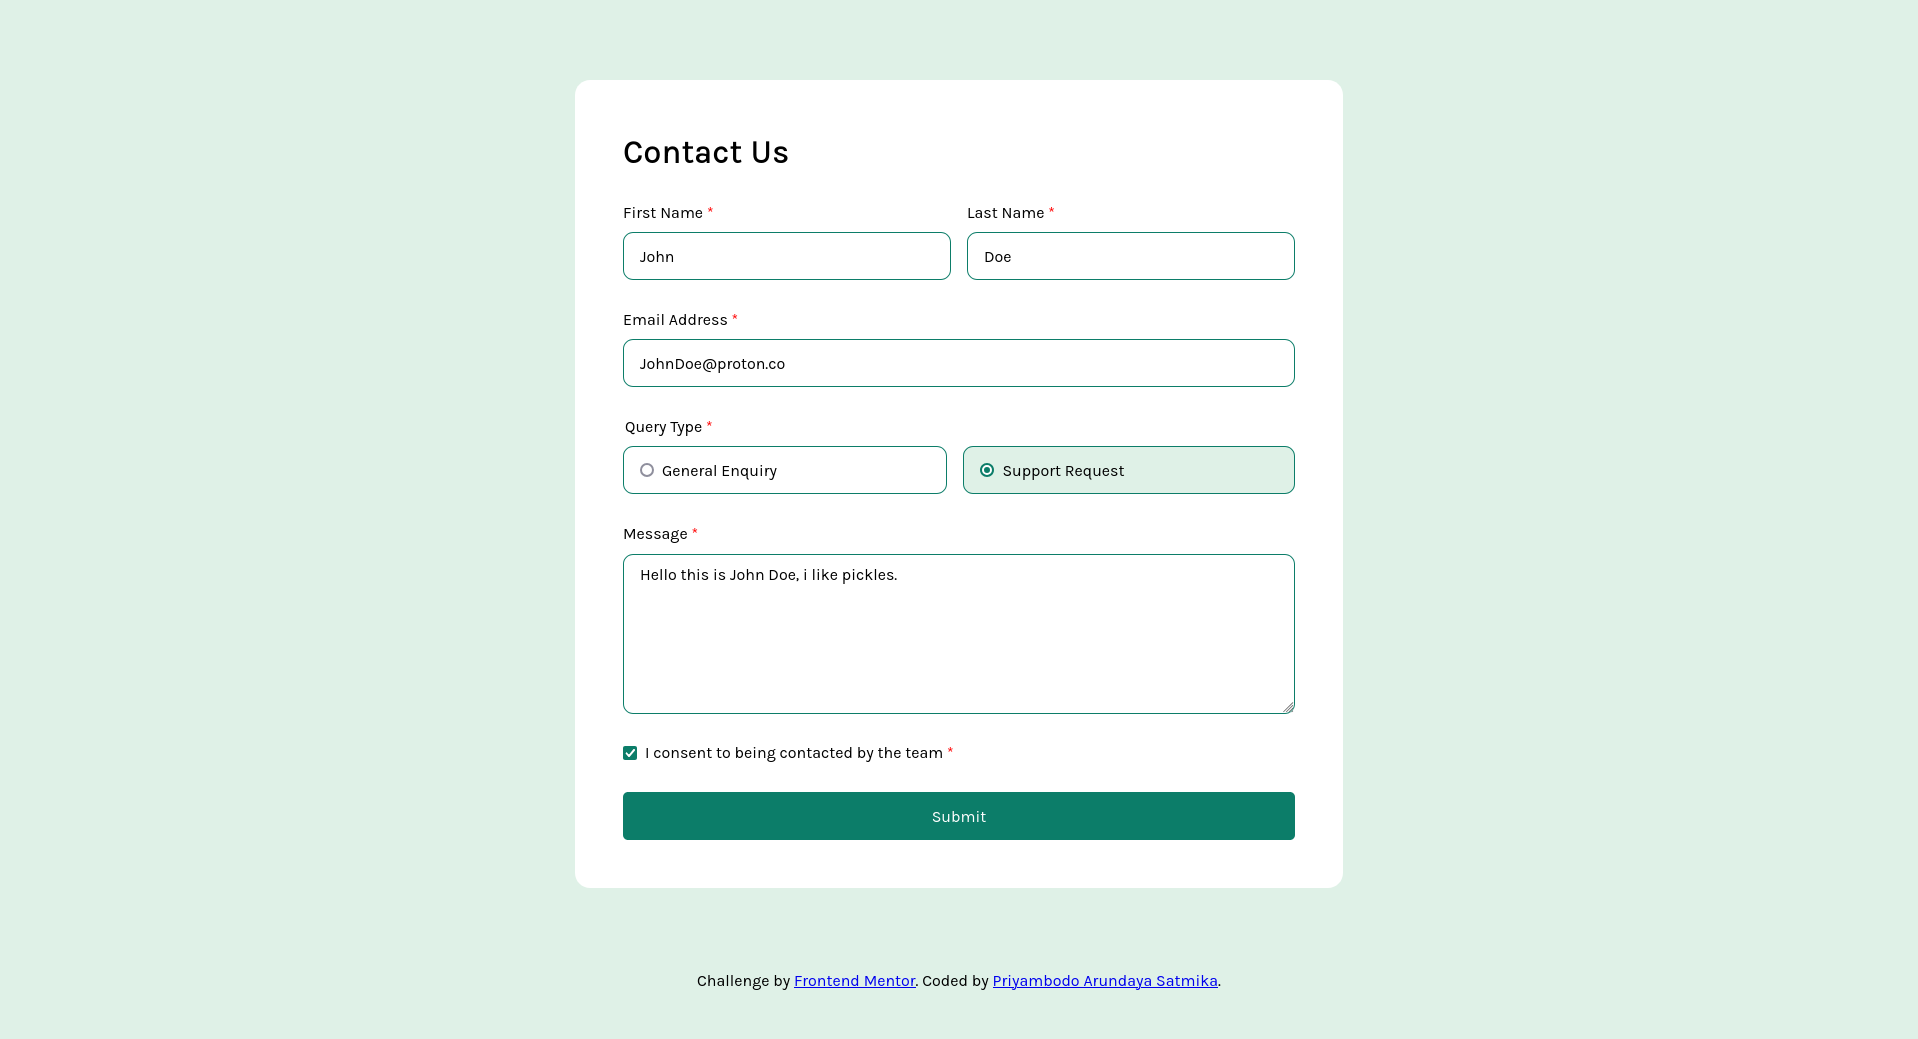 Contact Us
First Name * Last Name *
John Doe
Email Address *
JohnDoe@proton.co
Query Type *
General Enquiry Support Request
Message *
Hello this is John Doe, i like pickles.
I consent to being contacted by the team *
Submit
Challenge by Frontend Mentor. Coded by Priyambodo Arundaya Satmika.